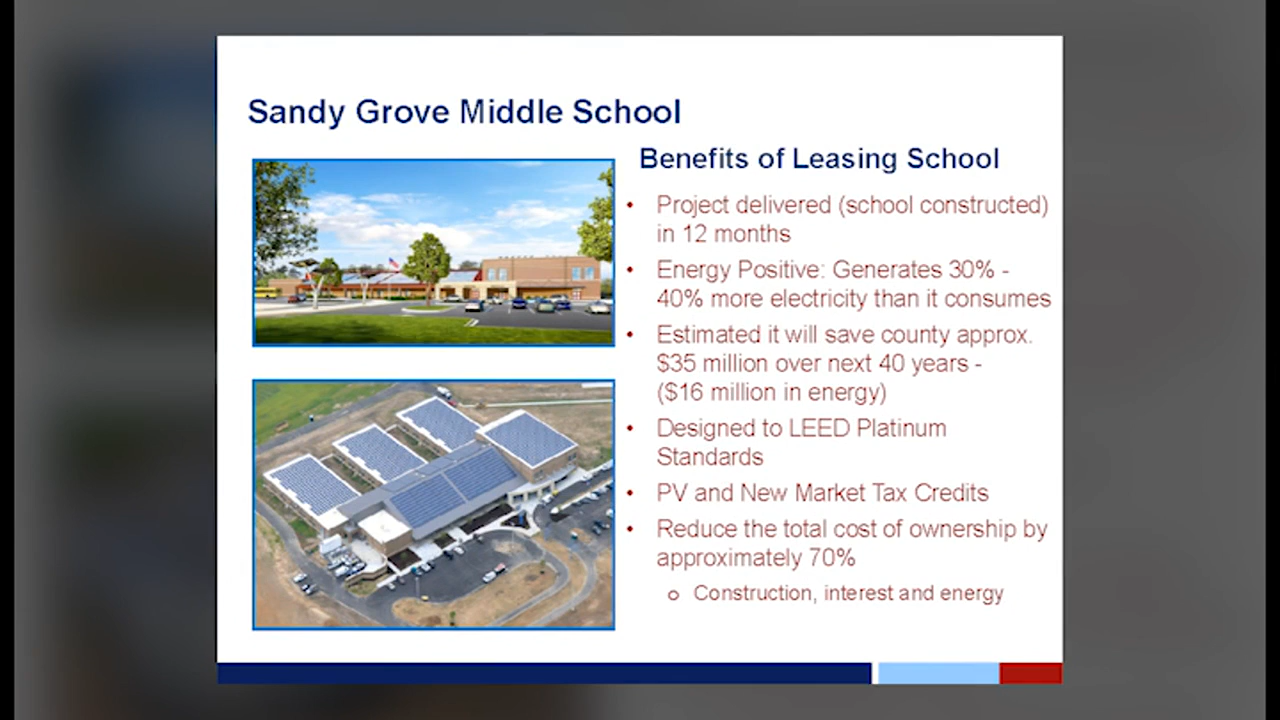 Sandy Grove Middle School
Benefits of Leasing School
• Project delivered (school constructed)
in 12 months
• Energy Positive: Generates 30% -
40% more electricity than it consumes
• Estimated it will save county approx.
$35 million over next 40 years -
($16 million in energy)
• Designed to LEED Platinum
Standards
• PV and New Market Tax Credits
• Reduce the total cost of ownership by
approximately 70%
o Construction, interest and energy